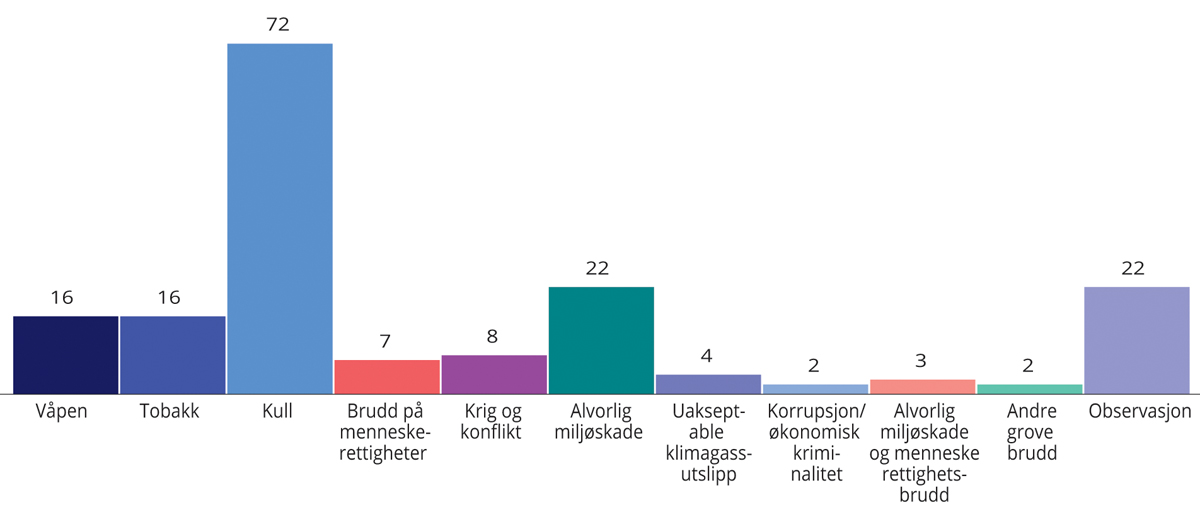 72
16
16
7
8
22
4
2
3
2
22
Våpen
Tobakk
Kull
Brudd på
menneske-
rettigheter
Krig og
konflikt
Alvorlig
miljøskade
Uaksept-
able
klimagass-
utslipp
Korrupsjon/
økonomisk
krimi-
nalitet
Alvorlig
miljøskade
og menneske
rettighets-
brudd
Andre
grove
brudd
Observasjon